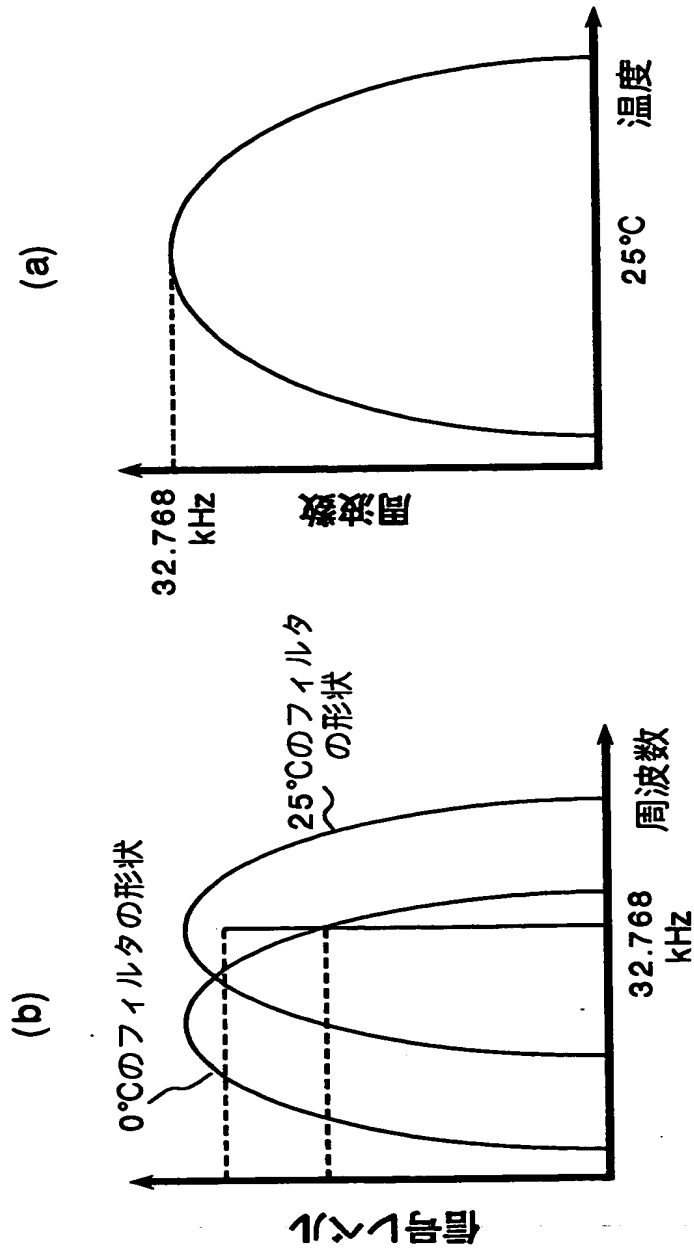 (a)
32.768
kHz
周波数
25°C
温度
(b)
0°Cのフィルタの形状
25°Cのフィルタ
の形状
信号レベル
32.768
kHz
周波数